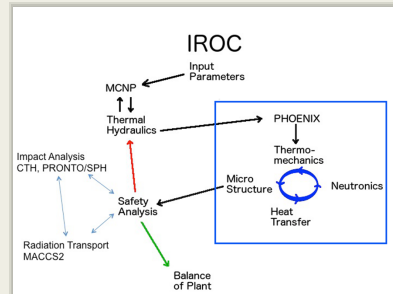 IROC
Input
Parameters
MCNP
Thermal
Hydraulics
PHOENIX
Thermo-
mechanics
Micro
Structure
Neutronics
Heat
Transfer
Impact Analysis
CTH, PRONTO/SPH
Safety
Analysis
Radiation Transport
MACCS2
Balance
of Plant